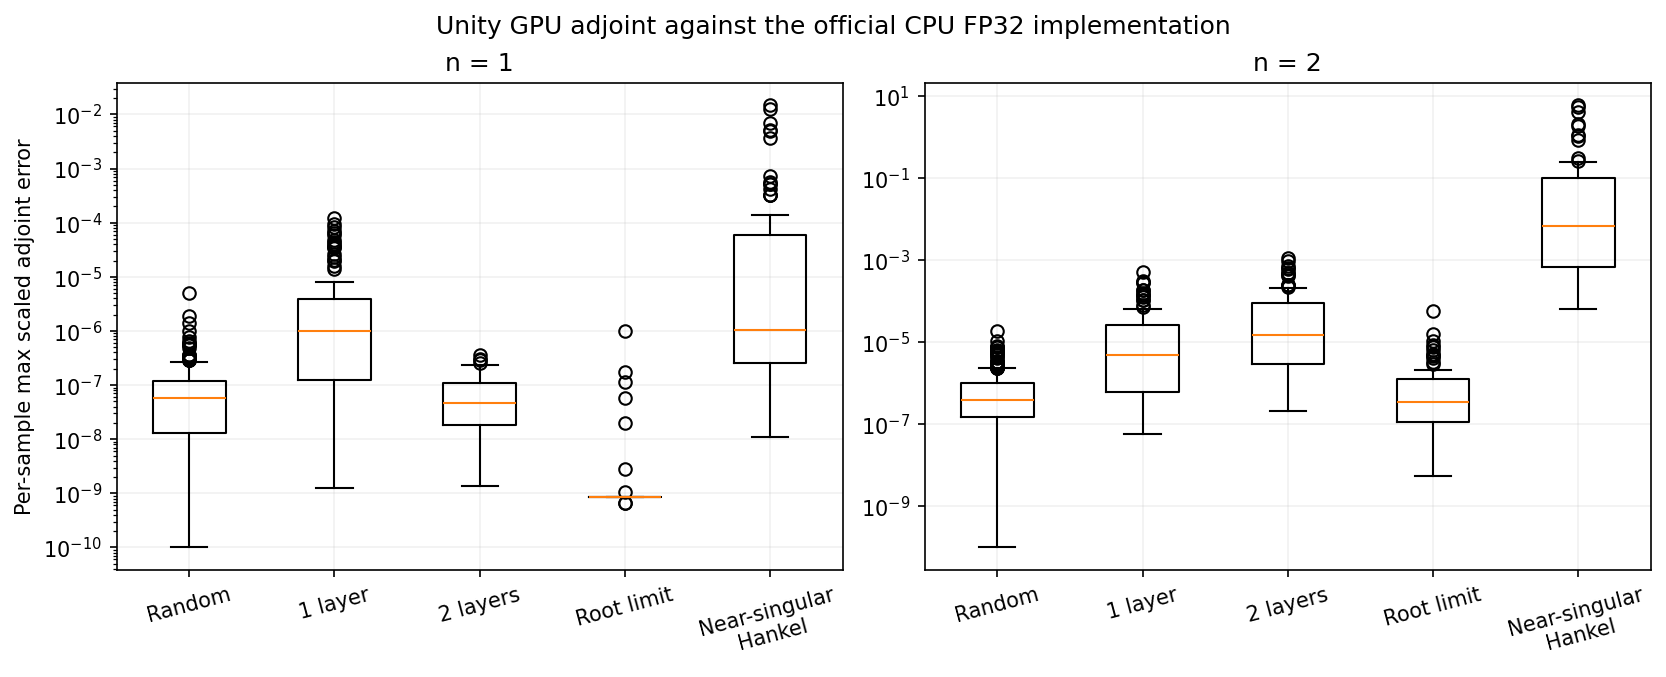 Unity GPU adjoint against the official CPU FP32 implementation
n = 1
Per-sample max scaled adjoint error
10⁻²
10⁻³
10⁻⁴
10⁻⁵
10⁻⁶
10⁻⁷
10⁻⁸
10⁻⁹
10⁻¹⁰
Random
1 layer
2 layers
Root limit
Near-singular
Hankel
n = 2
10¹
10⁻¹
10⁻³
10⁻⁵
10⁻⁷
10⁻⁹
Random
1 layer
2 layers
Root limit
Near-singular
Hankel